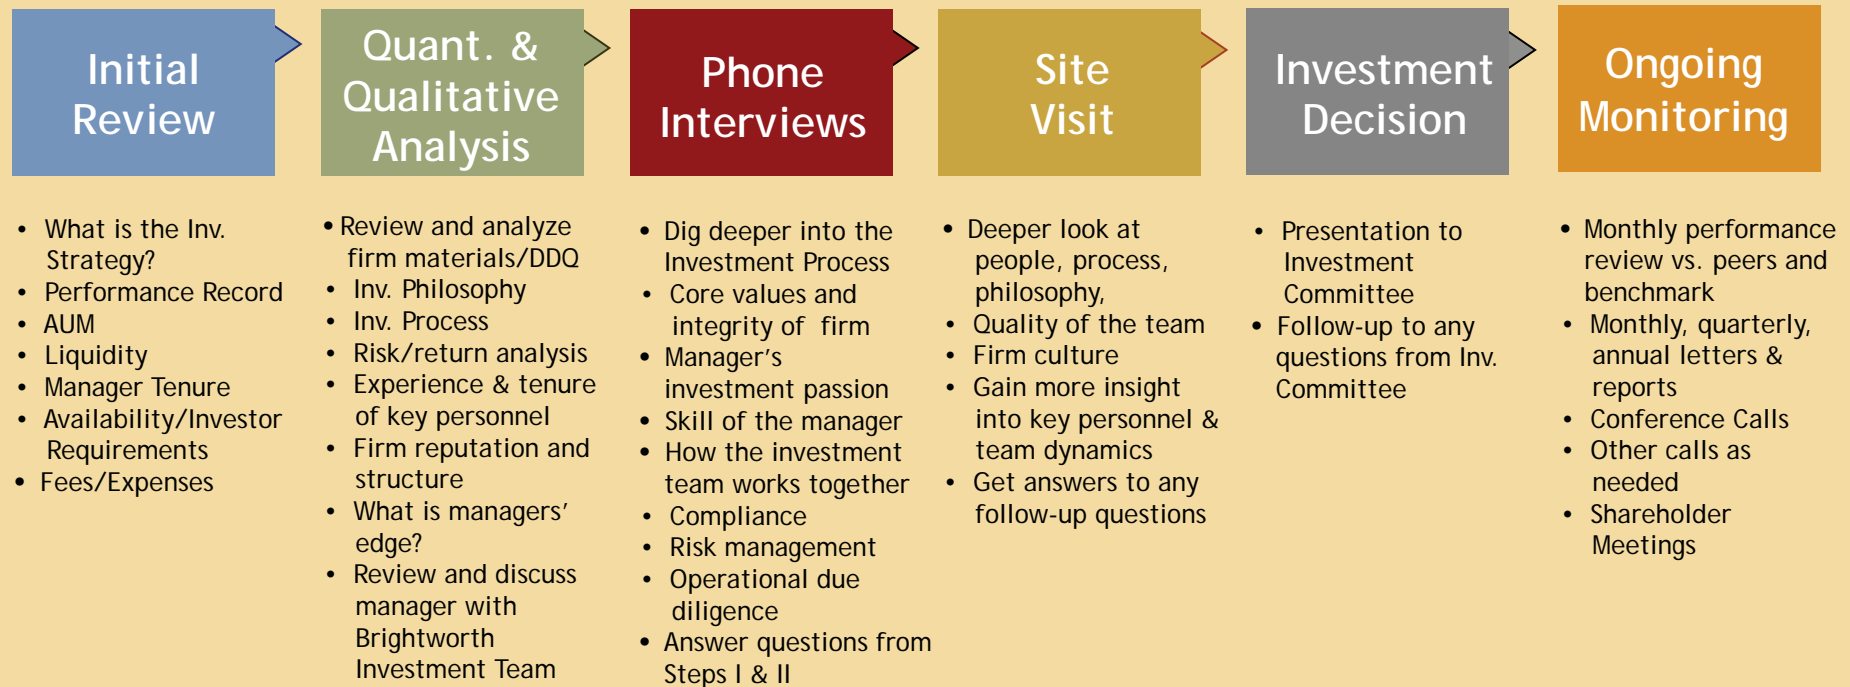 Initial
Review
Quant. &
Qualitative
Analysis
Phone
Interviews
Site
Visit
Investment
Decision
Ongoing
Monitoring
• What is the Inv.
Strategy?
• Performance Record
• AUM
• Liquidity
• Manager Tenure
• Availability/Investor
Requirements
• Fees/Expenses
• Review and analyze
firm materials/DDQ
• Inv. Philosophy
• Inv. Process
• Risk/return analysis
• Experience & tenure
of key personnel
• Firm reputation and
structure
• What is managers’
edge?
• Review and discuss
manager with
Brightworth
Investment Team
• Dig deeper into the
Investment Process
• Core values and
integrity of firm
• Manager’s
investment passion
• Skill of the manager
• How the investment
team works together
• Compliance
• Risk management
• Operational due
diligence
• Answer questions from
Steps I & II
• Deeper look at
people, process,
philosophy,
• Quality of the team
• Firm culture
• Gain more insight
into key personnel &
team dynamics
• Get answers to any
follow-up questions
• Presentation to
Investment
Committee
• Follow-up to any
questions from Inv.
Committee
• Monthly performance
review vs. peers and
benchmark
• Monthly, quarterly,
annual letters &
reports
• Conference Calls
• Other calls as
needed
• Shareholder
Meetings